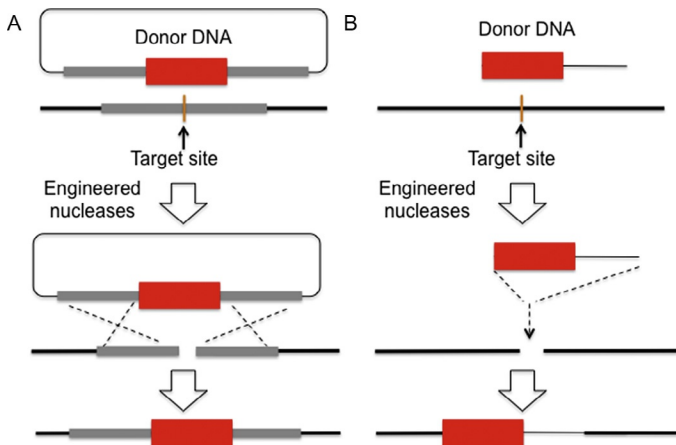 A
Donor DNA
Target site
Engineered
nucleases
B
Donor DNA
Target site
Engineered
nucleases